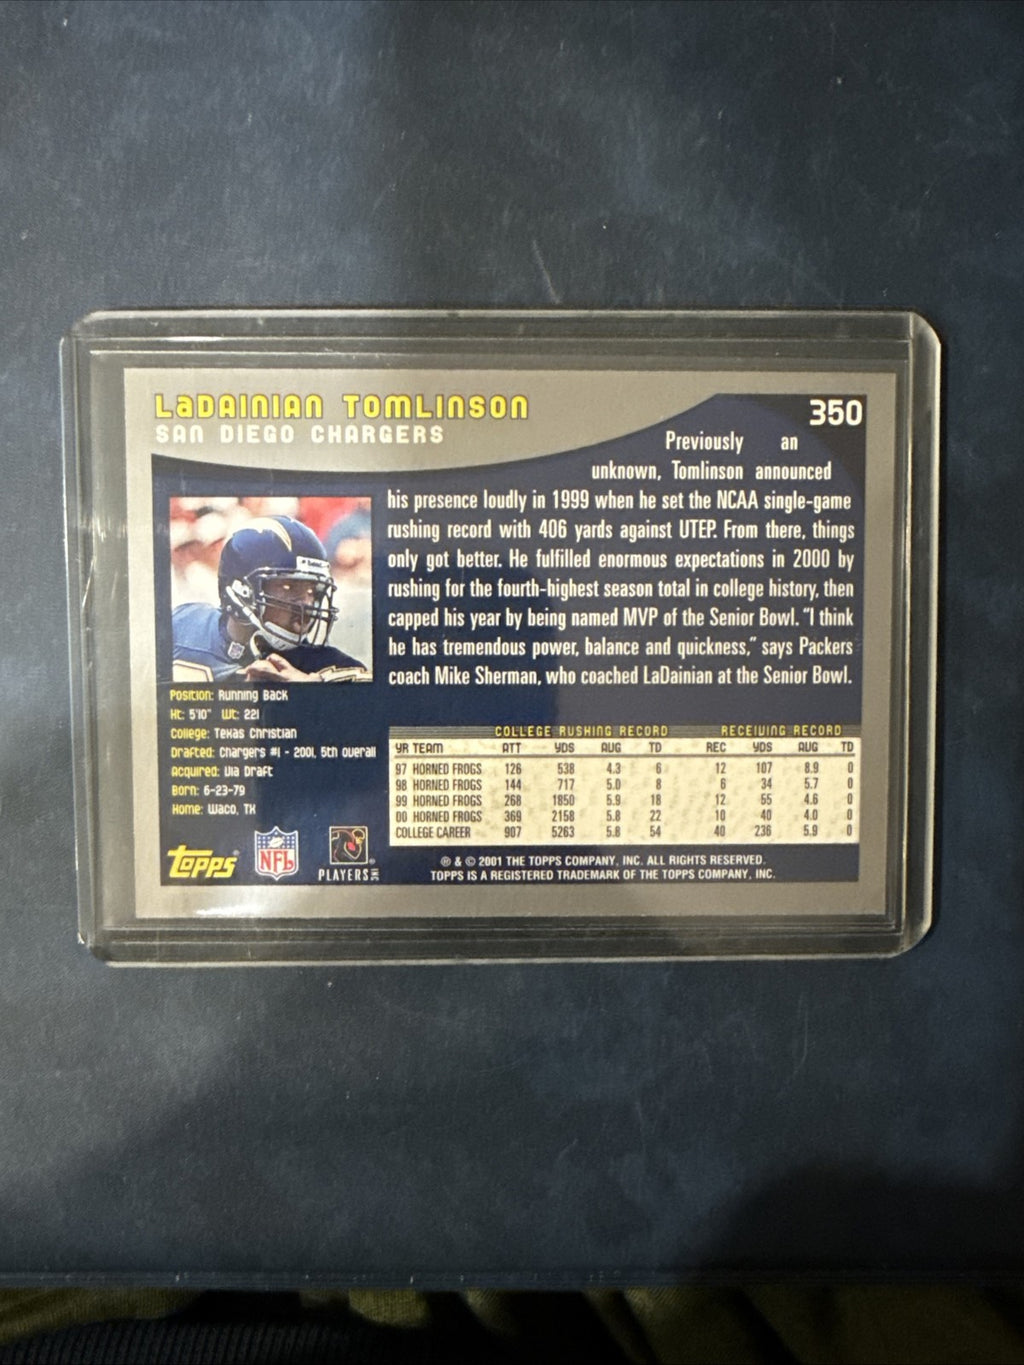 LaDAINIAN TOMLINSON
SAN DIEGO CHARGERS
350
Previously an
unknown, Tomlinson announced
his presence loudly in 1999 when he set the NCAA single-game
rushing record with 406 yards against UTEP. From there, things
only got better. He fulfilled enormous expectations in 2000 by
rushing for the fourth-highest season total in college history, then
capped his year by being named MVP of the Senior Bowl. "I think
he has tremendous power, balance and quickness," says Packers
coach Mike Sherman, who coached LaDainian at the Senior Bowl.
Position: Running Back
Ht: 5'10" Wt: 221
College: Texas Christian
Drafted: Chargers #1 - 2001, 5th overall
Acquired: Via Draft
Born: 6-23-79
Home: Waco, TX
COLLEGE RUSHING RECORD RECEIVING RECORD
YR TEAM ATT YDS AVG TD REC YDS AVG TD
97 HORNED FROGS 126 538 4.3 6 12 107 8.9 0
98 HORNED FROGS 144 717 5.0 8 6 34 5.7 0
99 HORNED FROGS 268 1850 5.9 18 12 55 4.6 0
00 HORNED FROGS 369 2158 5.8 22 10 40 4.0 0
COLLEGE CAREER 907 5263 5.8 54 40 236 5.9 0
Topps® NFL PLAYERS INC ®
® & © 2001 THE TOPPS COMPANY, INC. ALL RIGHTS RESERVED.
TOPPS IS A REGISTERED TRADEMARK OF THE TOPPS COMPANY, INC.